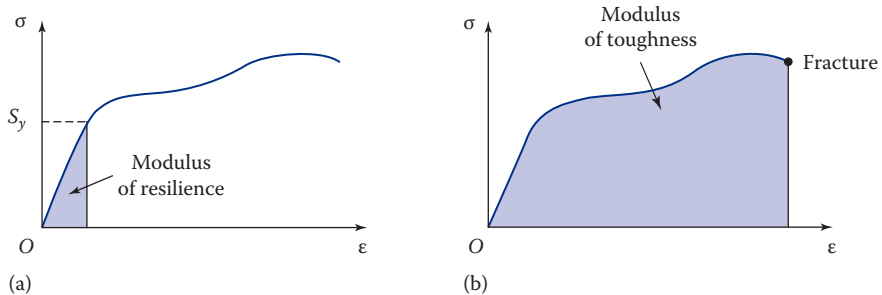 σ
S_y
Modulus
of resilience
O
ε
(a)
σ
Modulus
of toughness
Fracture
O
ε
(b)